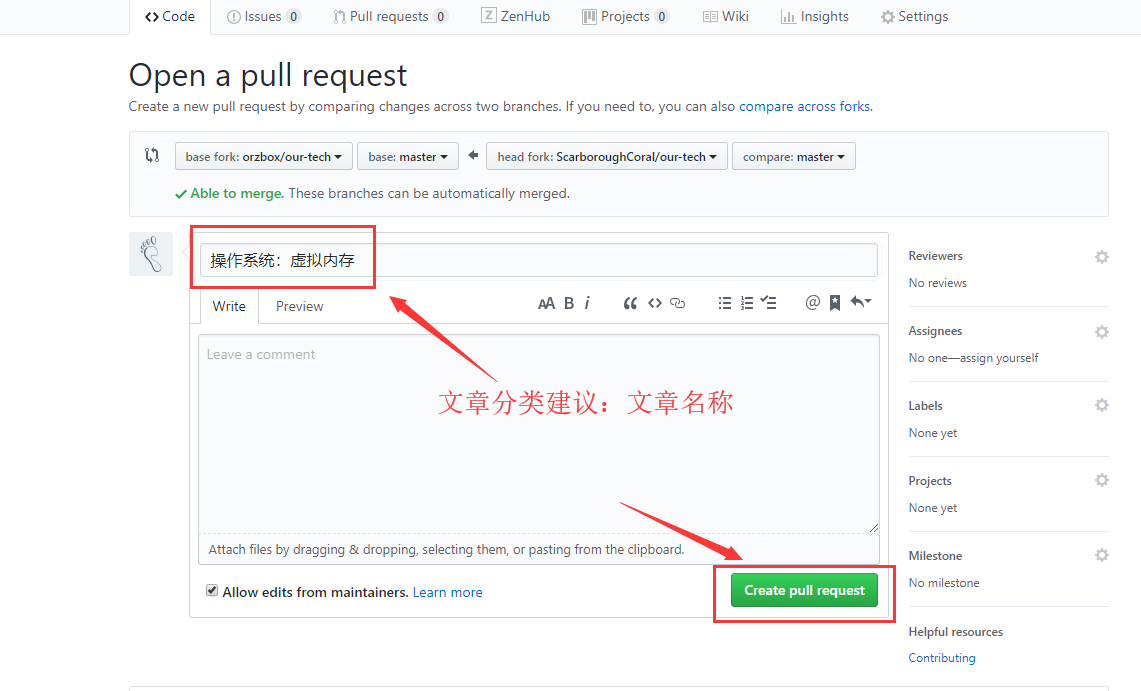 Code Issues 0 Pull requests 0 ZenHub Projects 0 Wiki Insights Settings
Open a pull request
Create a new pull request by comparing changes across two branches. If you need to, you can also compare across forks.
base fork: orzbox/our-tech base: master head fork: ScarboroughCoral/our-tech compare: master
Able to merge. These branches can be automatically merged.
操作系统：虚拟内存
Write Preview AA B i
Leave a comment
文章分类建议：文章名称
Attach files by dragging & dropping, selecting them, or pasting from the clipboard.
Allow edits from maintainers. Learn more
Create pull request
Reviewers
No reviews
Assignees
No one—assign yourself
Labels
None yet
Projects
None yet
Milestone
No milestone
Helpful resources
Contributing